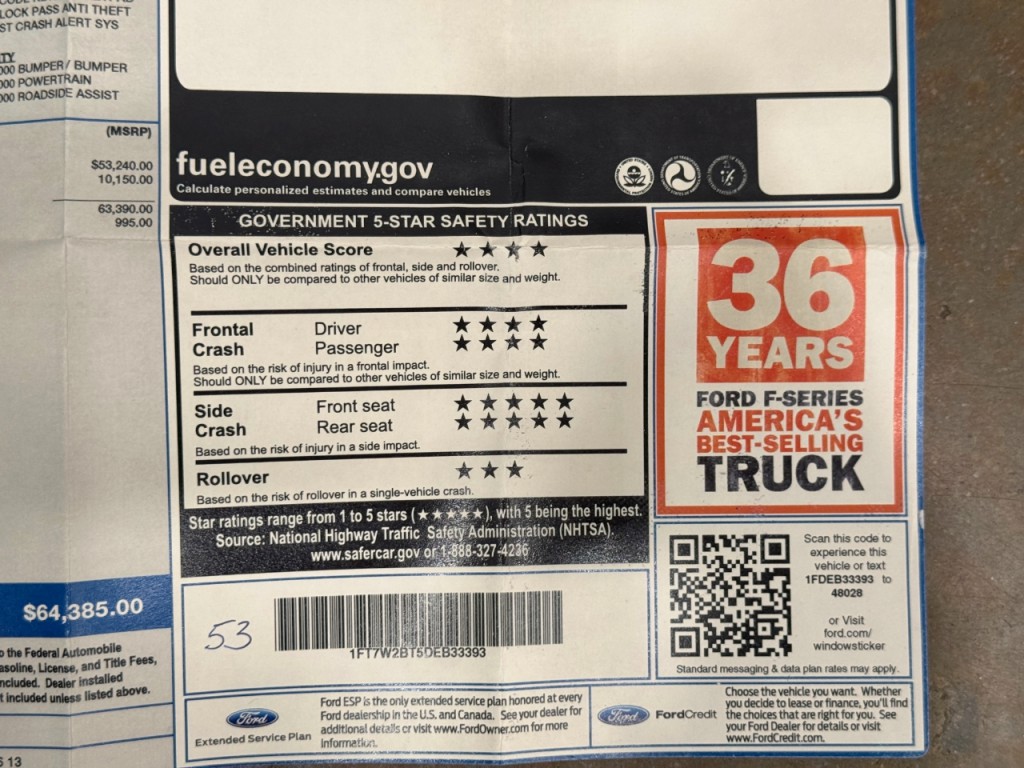 LOCK PASS ANTI THEFT
ST CRASH ALERT SYS
TY
000 BUMPER / BUMPER
000 POWERTRAIN
000 ROADSIDE ASSIST
(MSRP)
$53,240.00
10,150.00
63,390.00
995.00
$64,385.00
o the Federal Automobile
asoline, License, and Title Fees,
ncluded. Dealer installed
t included unless listed above.
6 13
fueleconomy.gov
Calculate personalized estimates and compare vehicles
GOVERNMENT 5-STAR SAFETY RATINGS
Overall Vehicle Score ★ ★ ★ ★
Based on the combined ratings of frontal, side and rollover.
Should ONLY be compared to other vehicles of similar size and weight.
Frontal Driver ★ ★ ★ ★
Crash Passenger ★ ★ ★ ★
Based on the risk of injury in a frontal impact.
Should ONLY be compared to other vehicles of similar size and weight.
Side Front seat ★ ★ ★ ★ ★
Crash Rear seat ★ ★ ★ ★ ★
Based on the risk of injury in a side impact.
Rollover ★ ★ ★
Based on the risk of rollover in a single-vehicle crash.
Star ratings range from 1 to 5 stars (★★★★★), with 5 being the highest.
Source: National Highway Traffic Safety Administration (NHTSA).
www.safercar.gov or 1-888-327-4236
36
YEARS
FORD F-SERIES
AMERICA'S
BEST-SELLING
TRUCK
53
1FT7W2BT5DEB33393
Scan this code to
experience this
vehicle or text
1FDEB33393 to
48028
or Visit
ford.com/
windowsticker
Standard messaging & data plan rates may apply.
Ford
Extended Service Plan
Ford ESP is the only extended service plan honored at every
Ford dealership in the U.S. and Canada. See your dealer for
additional details or visit www.FordOwner.com for more
information.
Ford FordCredit
Choose the vehicle you want. Whether
you decide to lease or finance, you'll find
the choices that are right for you. See
your Ford Dealer for details or visit
www.FordCredit.com.